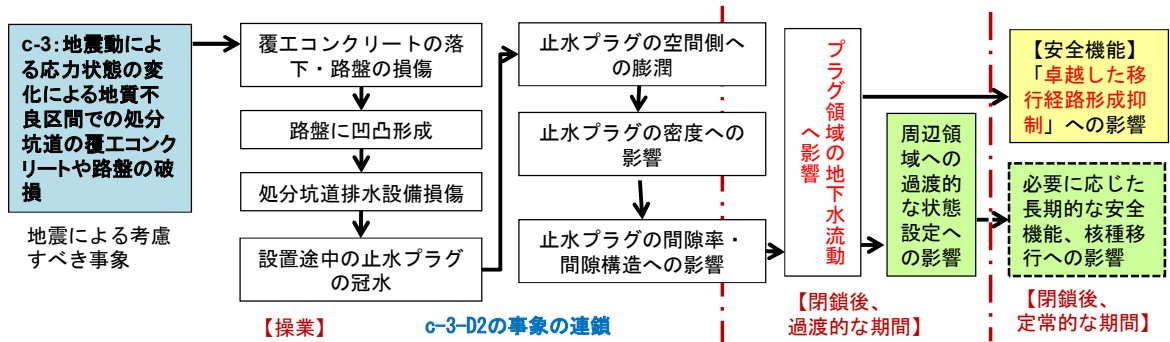 c-3:地震動によ
る応力状態の変
化による地質不
良区間での処分
坑道の覆工コンク
リートや路盤の破
損
地震による考慮
すべき事象
覆工コンクリートの落
下・路盤の損傷
路盤に凹凸形成
処分坑道排水設備損傷
設置途中の止水プラグ
の冠水
【操業】
止水プラグの空間側へ
の膨潤
止水プラグの密度への
影響
止水プラグの間隙率・
間隙構造への影響
c-3-D2の事象の連鎖
プラグ領域の地下水流動
へ影響
周辺領
域への
過渡的
な状態
設定へ
の影響
【閉鎖後、
過渡的な期間】
【安全機能】
「卓越した移
行経路形成抑
制」への影響
必要に応じた
長期的な安全
機能、核種移
行への影響
【閉鎖後、
定常的な期間】